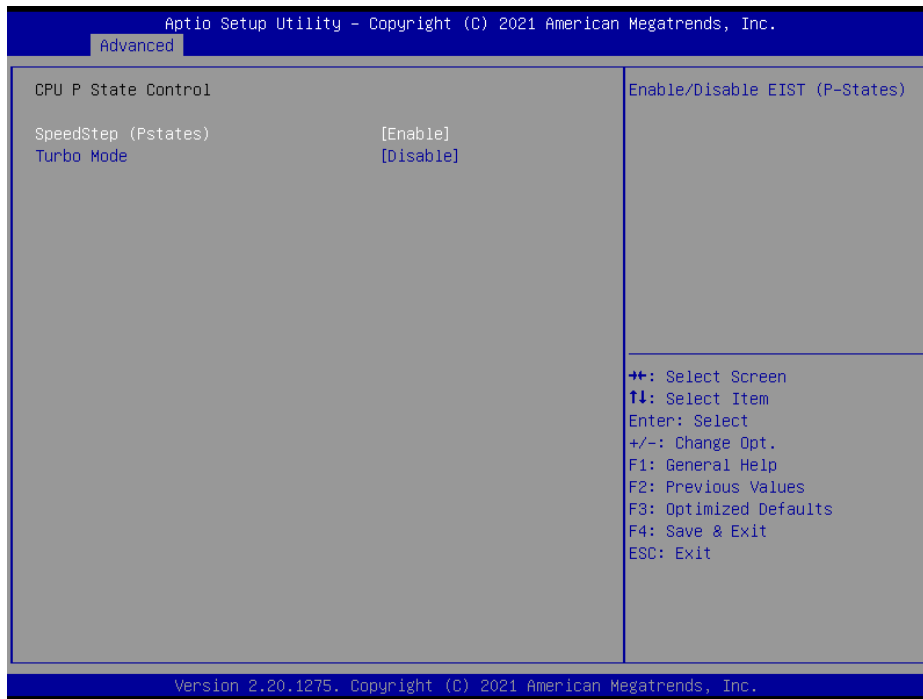 Aptio Setup Utility – Copyright (C) 2021 American Megatrends, Inc.
Advanced
CPU P State Control
Enable/Disable EIST (P-States)
SpeedStep (Pstates) [Enable]
Turbo Mode [Disable]
→←: Select Screen
↑↓: Select Item
Enter: Select
+/-: Change Opt.
F1: General Help
F2: Previous Values
F3: Optimized Defaults
F4: Save & Exit
ESC: Exit
Version 2.20.1275. Copyright (C) 2021 American Megatrends, Inc.